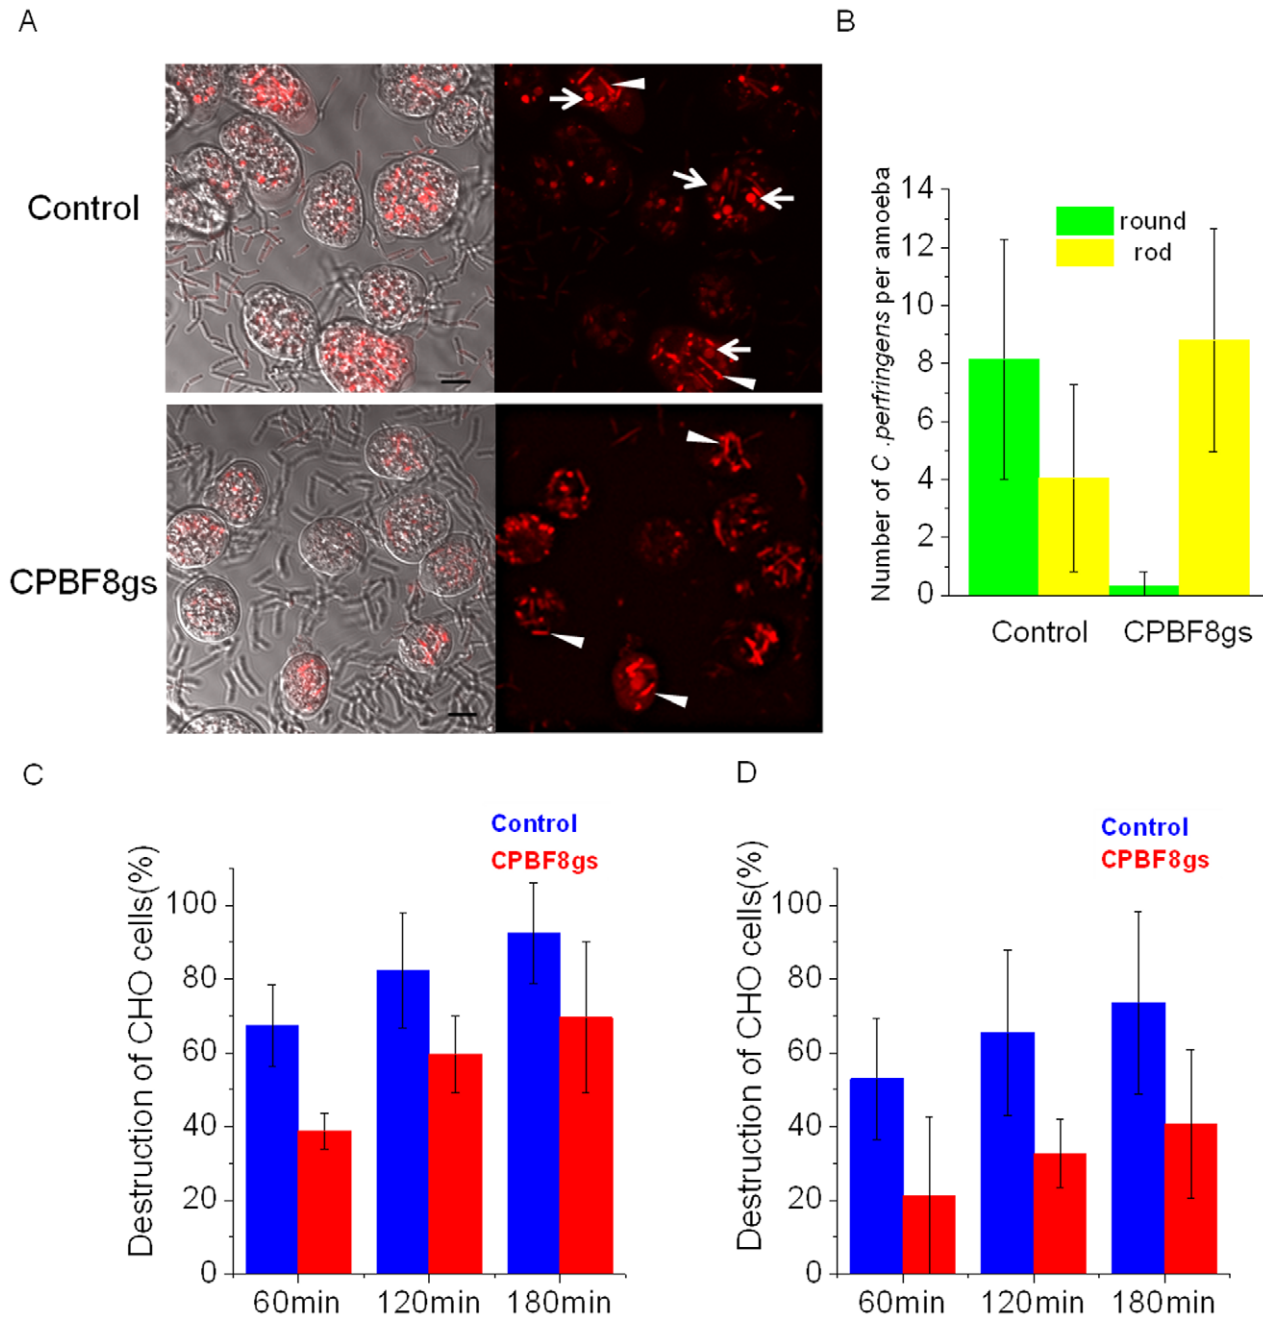 A
B
Control
CPBF8gs
Number of C .perfringens per amoeba
14
12
10
8
6
4
2
0
round
rod
Control
CPBF8gs
C
D
Control
CPBF8gs
Destruction of CHO cells(%)
100
80
60
40
20
0
60min
120min
180min
Control
CPBF8gs
Destruction of CHO cells(%)
100
80
60
40
20
0
60min
120min
180min